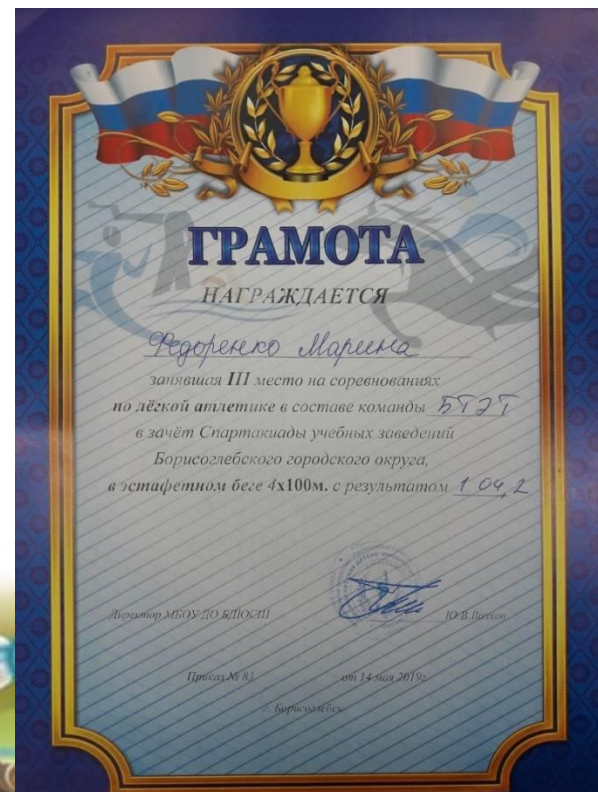 ГРАМОТА
НАГРАЖДАЕТСЯ
Федоренко Марина
занявшая III место на соревнованиях
по лёгкой атлетике в составе команды БТЭТ
в зачёт Спартакиады учебных заведений
Борисоглебского городского округа,
в эстафетном беге 4х100м. с результатом 1.04,2
Директор МБОУ ДО БДЮСШ Ю.В.Волхов
Приказ № 83 от 14 мая 2019г.
г. Борисоглебск